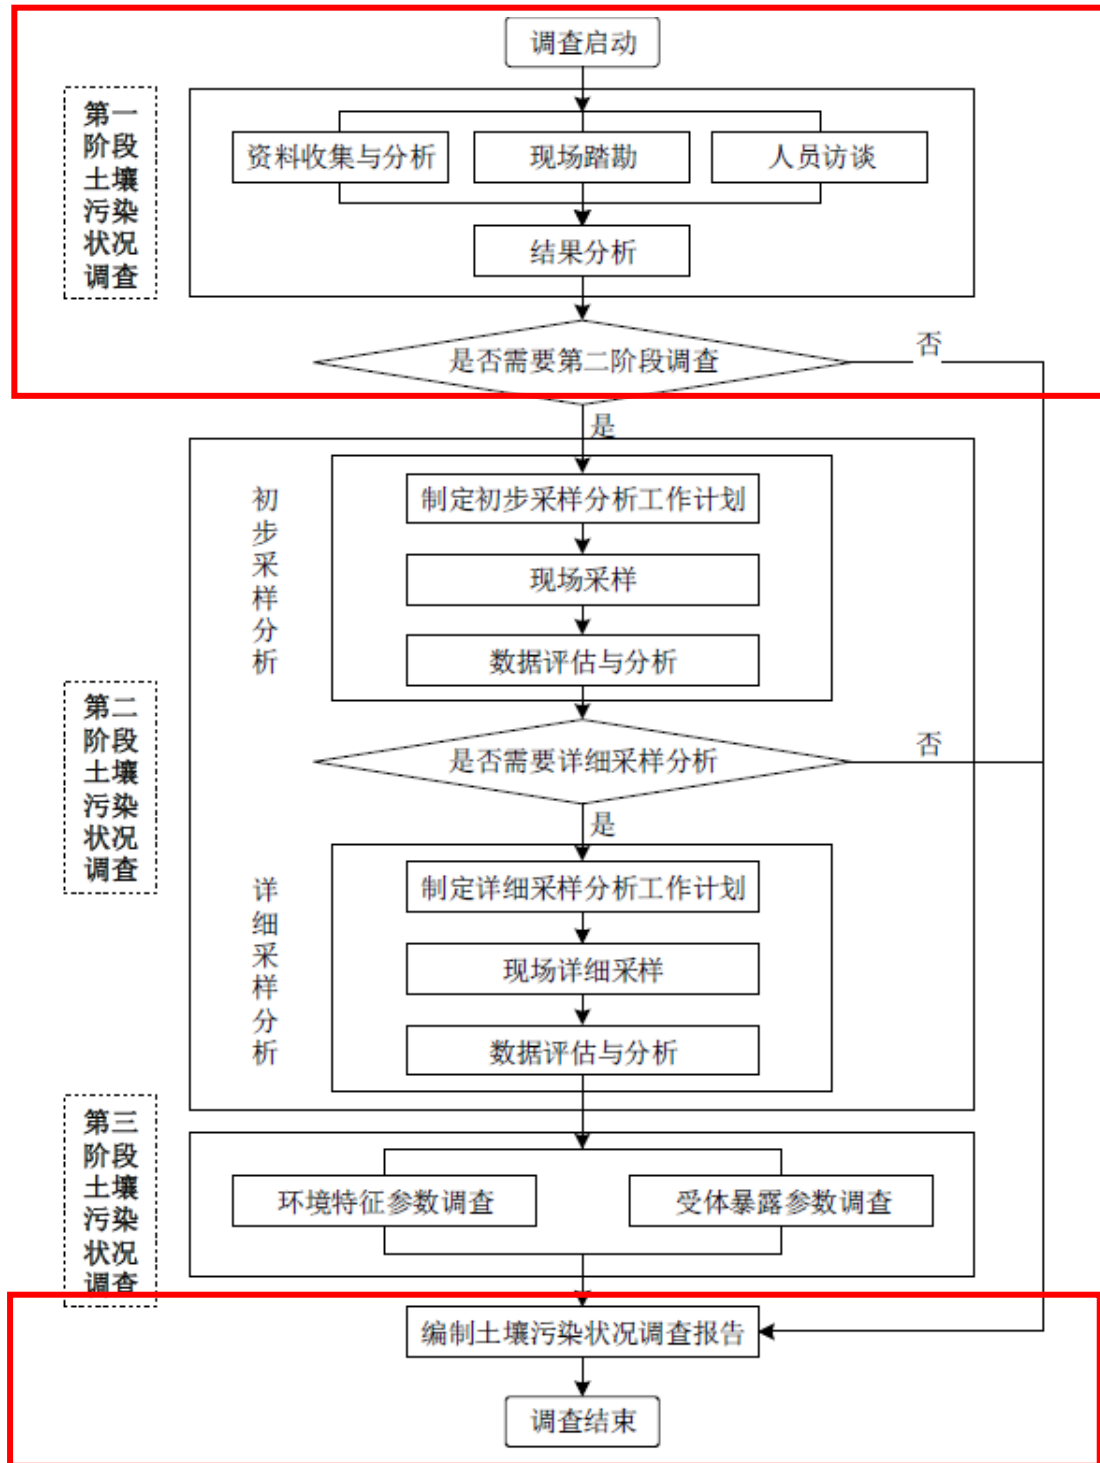 调查启动
第一
阶段
土壤
污染
状况
调查
资料收集与分析
现场踏勘
人员访谈
结果分析
是否需要第二阶段调查
否
是
初
步
采
样
分
析
制定初步采样分析工作计划
现场采样
数据评估与分析
第二
阶段
土壤
污染
状况
调查
是否需要详细采样分析
否
是
详
细
采
样
分
析
制定详细采样分析工作计划
现场详细采样
数据评估与分析
第三
阶段
土壤
污染
状况
调查
环境特征参数调查
受体暴露参数调查
编制土壤污染状况调查报告
调查结束